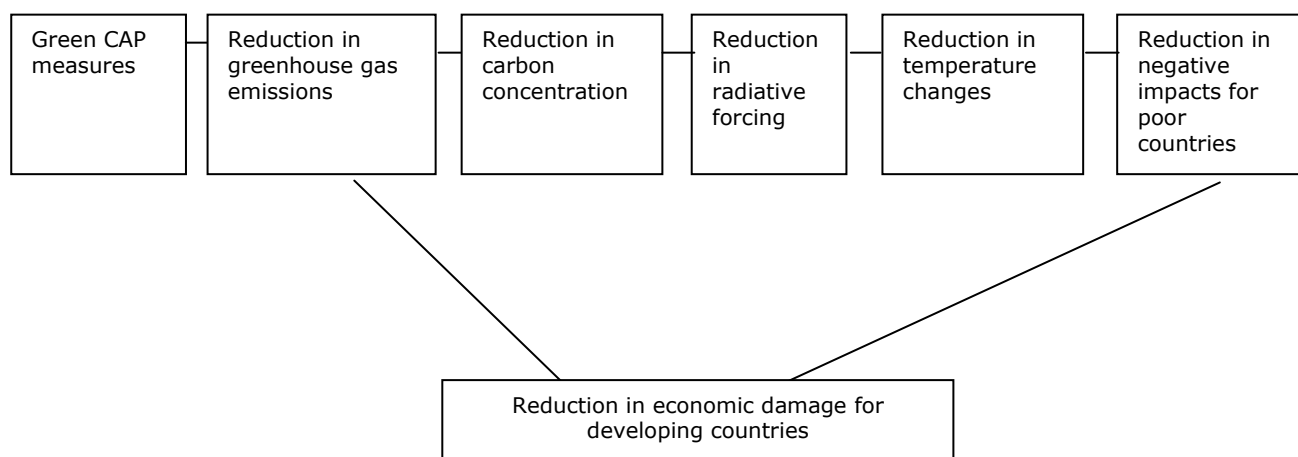 Green CAP
measures
Reduction in
greenhouse gas
emissions
Reduction in
carbon
concentration
Reduction
in
radiative
forcing
Reduction in
temperature
changes
Reduction in
negative
impacts for
poor
countries
Reduction in economic damage for
developing countries